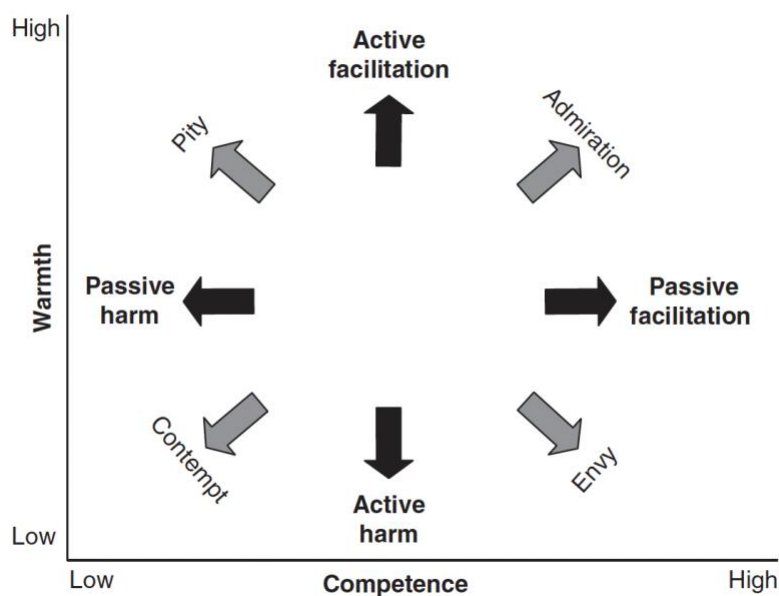 High
Active
facilitation
Pity
Admiration
Warmth
Passive
harm
Passive
facilitation
Contempt
Envy
Active
harm
Low
Low
Competence
High